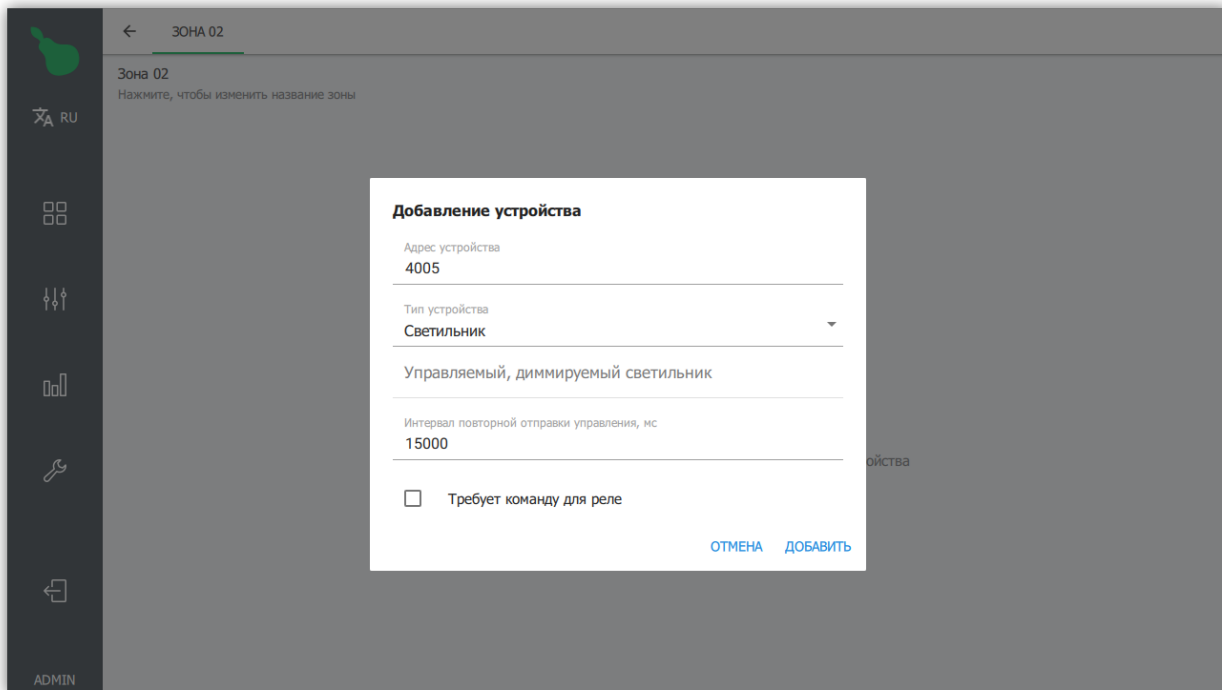 ЗОНА 02
Зона 02
Нажмите, чтобы изменить название зоны
RU
Добавление устройства
Адрес устройства
4005
Тип устройства
Светильник
Управляемый, диммируемый светильник
Интервал повторной отправки управления, мс
15000
ойства
Требует команду для реле
ОТМЕНА ДОБАВИТЬ
ADMIN